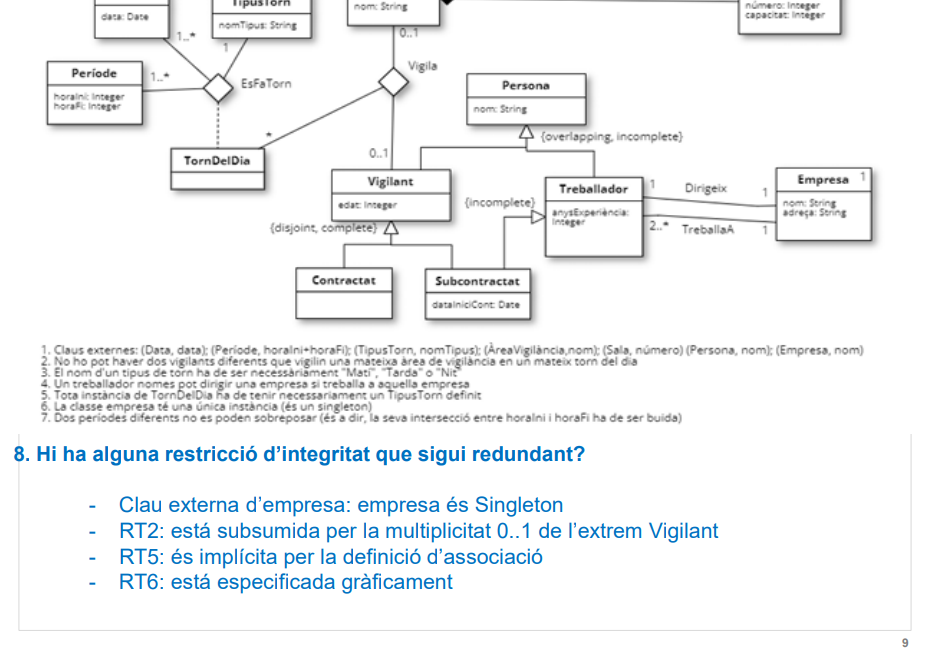 data: Date
TipusTorn
nomTipus: String
nom: String
número: Integer
capacitat: Integer
1..*
1
0..1
Període
horaIni: Integer
horaFi: Integer
1..*
EsFaTorn
Vigila
Persona
nom: String
*
{overlapping, incomplete}
TornDelDia
0..1
Vigilant
edat: Integer
{incomplete}
Treballador
anysExperiència:
Integer
1
Dirigeix
1
2..*
TreballaA
1
Empresa
1
nom: String
adreça: String
{disjoint, complete}
Contractat
Subcontractat
dataIniciCont: Date
1. Claus externes: (Data, data); (Període, horaIni+horaFi); (TipusTorn, nomTipus); (ÀreaVigilància,nom); (Sala, número) (Persona, nom); (Empresa, nom)
2. No ho pot haver dos vigilants diferents que vigilin una mateixa àrea de vigilància en un mateix torn del dia
3. El nom d'un tipus de torn ha de ser necessàriament "Matí", "Tarda" o "Nit"
4. Un treballador nomes pot dirigir una empresa si treballa a aquella empresa
5. Tota instància de TornDelDia ha de tenir necessariament un TipusTorn definit
6. La classe empresa té una única instància (és un singleton)
7. Dos períodes diferents no es poden sobreposar (és a dir, la seva intersecció entre horaIni i horaFi ha de ser buida)
8. Hi ha alguna restricció d'integritat que sigui redundant?
- Clau externa d'empresa: empresa és Singleton
- RT2: está subsumida per la multiplicitat 0..1 de l'extrem Vigilant
- RT5: és implícita per la definició d'associació
- RT6: está especificada gràficament
9